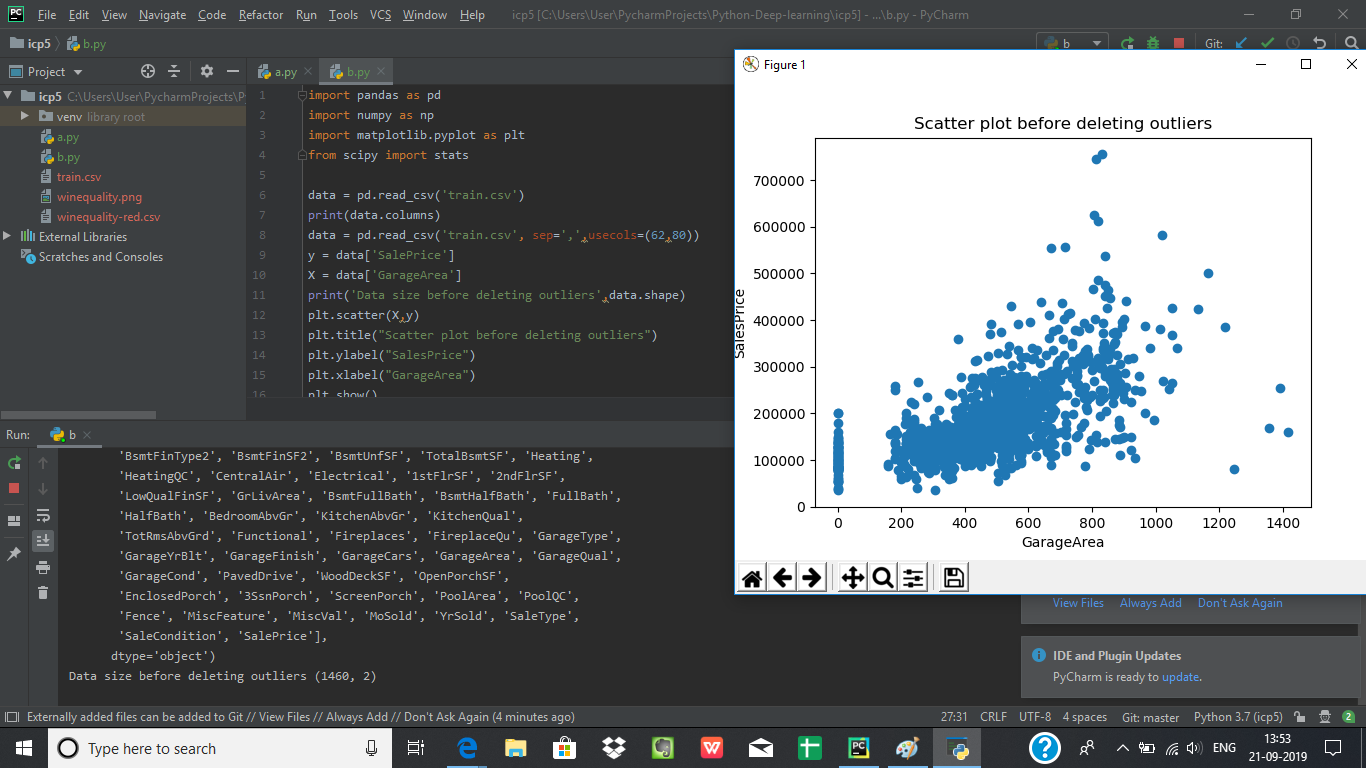 File Edit View Navigate Code Refactor Run Tools VCS Window Help icp5 [C:\Users\User\PycharmProjects\Python-Deep-learning\icp5] - ...\b.py - PyCharm
icp5 b.py
b Git:
Project
a.py b.py
icp5 C:\Users\User\PycharmProjects\P
venv library root
a.py
b.py
train.csv
winequality.png
winequality-red.csv
External Libraries
Scratches and Consoles
1 import pandas as pd
2 import numpy as np
3 import matplotlib.pyplot as plt
4 from scipy import stats
5
6 data = pd.read_csv('train.csv')
7 print(data.columns)
8 data = pd.read_csv('train.csv', sep=',',usecols=(62,80))
9 y = data['SalePrice']
10 X = data['GarageArea']
11 print('Data size before deleting outliers',data.shape)
12 plt.scatter(X,y)
13 plt.title("Scatter plot before deleting outliers")
14 plt.ylabel("SalesPrice")
15 plt.xlabel("GarageArea")
16 plt.show()
Figure 1
Scatter plot before deleting outliers
700000
600000
500000
400000
300000
200000
100000
0
SalesPrice
0 200 400 600 800 1000 1200 1400
GarageArea
Run: b
'BsmtFinType2', 'BsmtFinSF2', 'BsmtUnfSF', 'TotalBsmtSF', 'Heating',
'HeatingQC', 'CentralAir', 'Electrical', '1stFlrSF', '2ndFlrSF',
'LowQualFinSF', 'GrLivArea', 'BsmtFullBath', 'BsmtHalfBath', 'FullBath',
'HalfBath', 'BedroomAbvGr', 'KitchenAbvGr', 'KitchenQual',
'TotRmsAbvGrd', 'Functional', 'Fireplaces', 'FireplaceQu', 'GarageType',
'GarageYrBlt', 'GarageFinish', 'GarageCars', 'GarageArea', 'GarageQual',
'GarageCond', 'PavedDrive', 'WoodDeckSF', 'OpenPorchSF',
'EnclosedPorch', '3SsnPorch', 'ScreenPorch', 'PoolArea', 'PoolQC',
'Fence', 'MiscFeature', 'MiscVal', 'MoSold', 'YrSold', 'SaleType',
'SaleCondition', 'SalePrice'],
dtype='object')
Data size before deleting outliers (1460, 2)
View Files Always Add Don't Ask Again
IDE and Plugin Updates
PyCharm is ready to update.
Externally added files can be added to Git // View Files // Always Add // Don't Ask Again (4 minutes ago)
27:31 CRLF UTF-8 4 spaces Git: master Python 3.7 (icp5) 2
Type here to search
ENG
13:53
21-09-2019